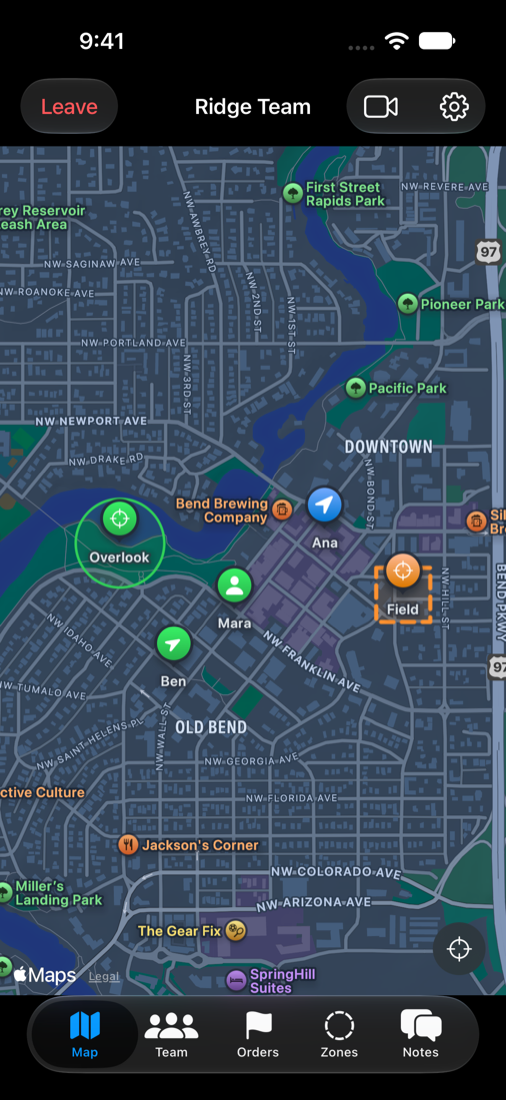 9:41
Leave
Ridge Team
First Street
Rapids Park
NW REVERE AVE
rey Reservoir
eash Area
NW AWBREY RD
97
NW SAGINAW AVE
NW ROANOKE AVE
NW 2ND ST
NW 1ST ST
Pioneer Park
NW PORTLAND AVE
NW 3RD ST
Pacific Park
NW NEWPORT AVE
DOWNTOWN
NW DRAKE RD
NW BOND ST
Bend Brewing
Company
Sil
Bro
Ana
Overlook
Field
NW HILL ST
BEND PKWY
Mara
NW IDAHO AVE
NW FRANKLIN AVE
97
Ben
NW TUMALO AVE
NW WALL ST
OLD BEND
NW SAINT HELENS PL
NW GEORGIA AVE
ctive Culture
NW FLORIDA AVE
Jackson's Corner
NW COLORADO AVE
Miller's
Landing Park
NW ARIZONA AVE
The Gear Fix
Maps
Legal
SpringHill
Suites
Map
Team
Orders
Zones
Notes